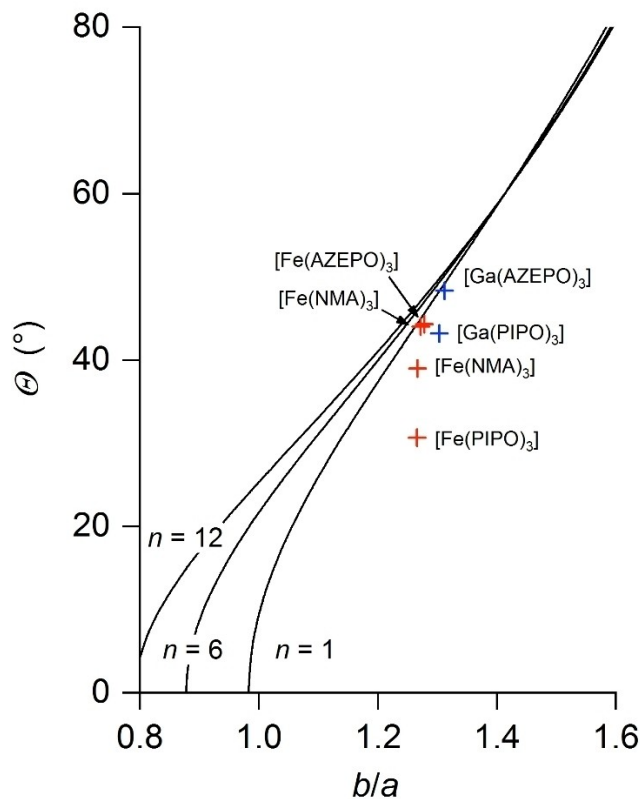 80
60
40
20
0
Θ (°)
[Fe(AZEPO)₃]
[Ga(AZEPO)₃]
[Fe(NMA)₃]
[Ga(PIPO)₃]
[Fe(NMA)₃]
[Fe(PIPO)₃]
n = 12
n = 6
n = 1
0.8 1.0 1.2 1.4 1.6
b/a